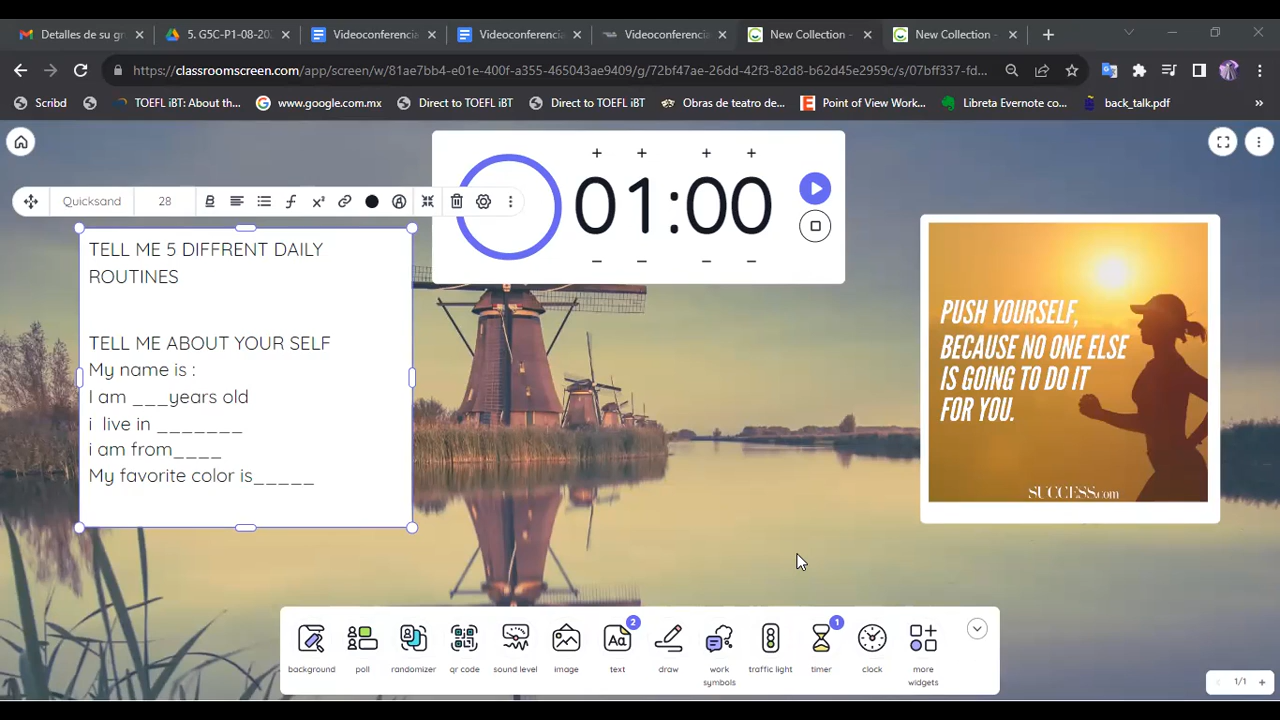 Detalles de su gr
5. G5C-P1-08-202
Videoconferencia
Videoconferencia
Videoconferencia
New Collection -
New Collection -
https://classroomscreen.com/app/screen/w/81ae7bb4-e01e-400f-a355-465043ae9409/g/72bf47ae-26dd-42f3-82d8-b62d45e2959c/s/07bff337-fd...
Scribd
TOEFL iBT: About th...
www.google.com.mx
Direct to TOEFL iBT
Direct to TOEFL iBT
Obras de teatro de...
Point of View Work...
Libreta Evernote co...
back_talk.pdf
»
01:00
Quicksand
28
TELL ME 5 DIFFRENT DAILY
ROUTINES
TELL ME ABOUT YOUR SELF
My name is :
I am ___years old
i live in _______
i am from____
My favorite color is_____
PUSH YOURSELF,
BECAUSE NO ONE ELSE
IS GOING TO DO IT
FOR YOU.
SUCCESS.com
background
poll
randomizer
qr code
sound level
image
2
text
draw
work
symbols
traffic light
1
timer
clock
more
widgets
1/1